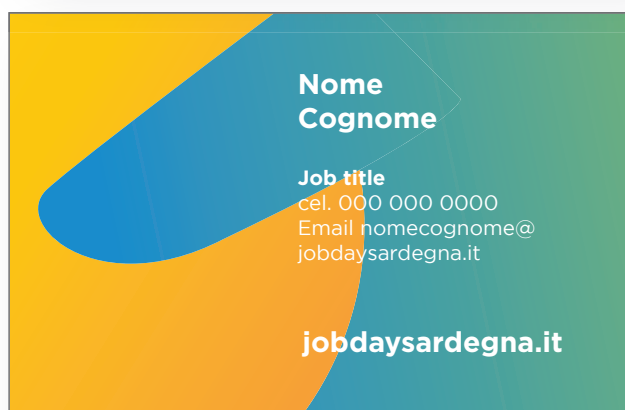 Nome
Cognome
Job title
cel. 000 000 0000
Email nomecognome@
jobdaysardegna.it
jobdaysardegna.it